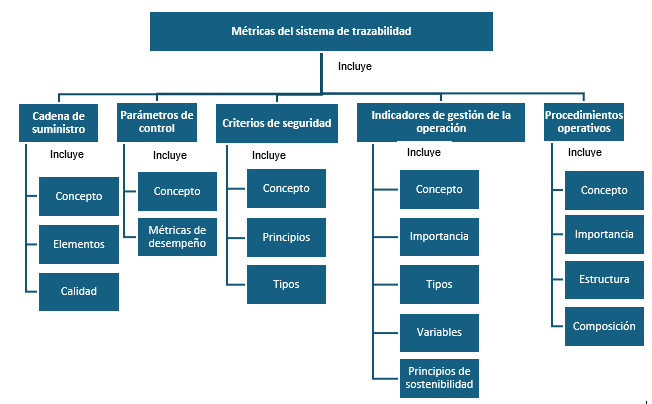 Métricas del sistema de trazabilidad
Incluye
Cadena de
suministro
Parámetros de
control
Criterios de seguridad
Indicadores de gestión de la
operación
Procedimientos
operativos
Incluye
Incluye
Incluye
Incluye
Incluye
Concepto
Elementos
Calidad
Concepto
Métricas de
desempeño
Concepto
Principios
Tipos
Concepto
Importancia
Tipos
Variables
Principios de
sostenibilidad
Concepto
Importancia
Estructura
Composición